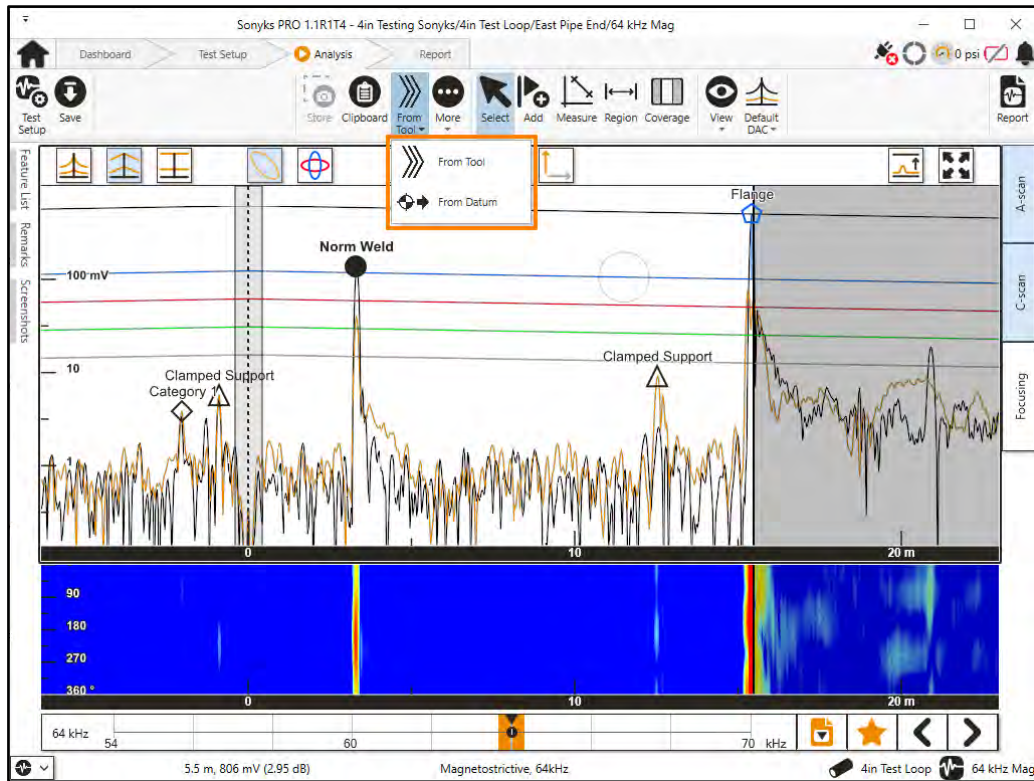 Sonyks PRO 1.1R1T4 - 4in Testing Sonyks/4in Test Loop/East Pipe End/64 kHz Mag
Dashboard Test Setup Analysis Report
0 psi
Test Setup
Save
Store
Clipboard
From Tool
More
Select
Add
Measure
Region
Coverage
View
Default DAC
Report
From Tool
From Datum
Feature List
Remarks
Screenshots
A-scan
C-scan
Focusing
Flange
Norm Weld
100 mV
Clamped Support
10
Clamped Support
Category 1
1
0 10 20 m
90
180
270
360 °
0 10 20 m
64 kHz
54 60 70 kHz
5.5 m, 806 mV (2.95 dB) Magnetostrictive, 64kHz 4in Test Loop 64 kHz Mag